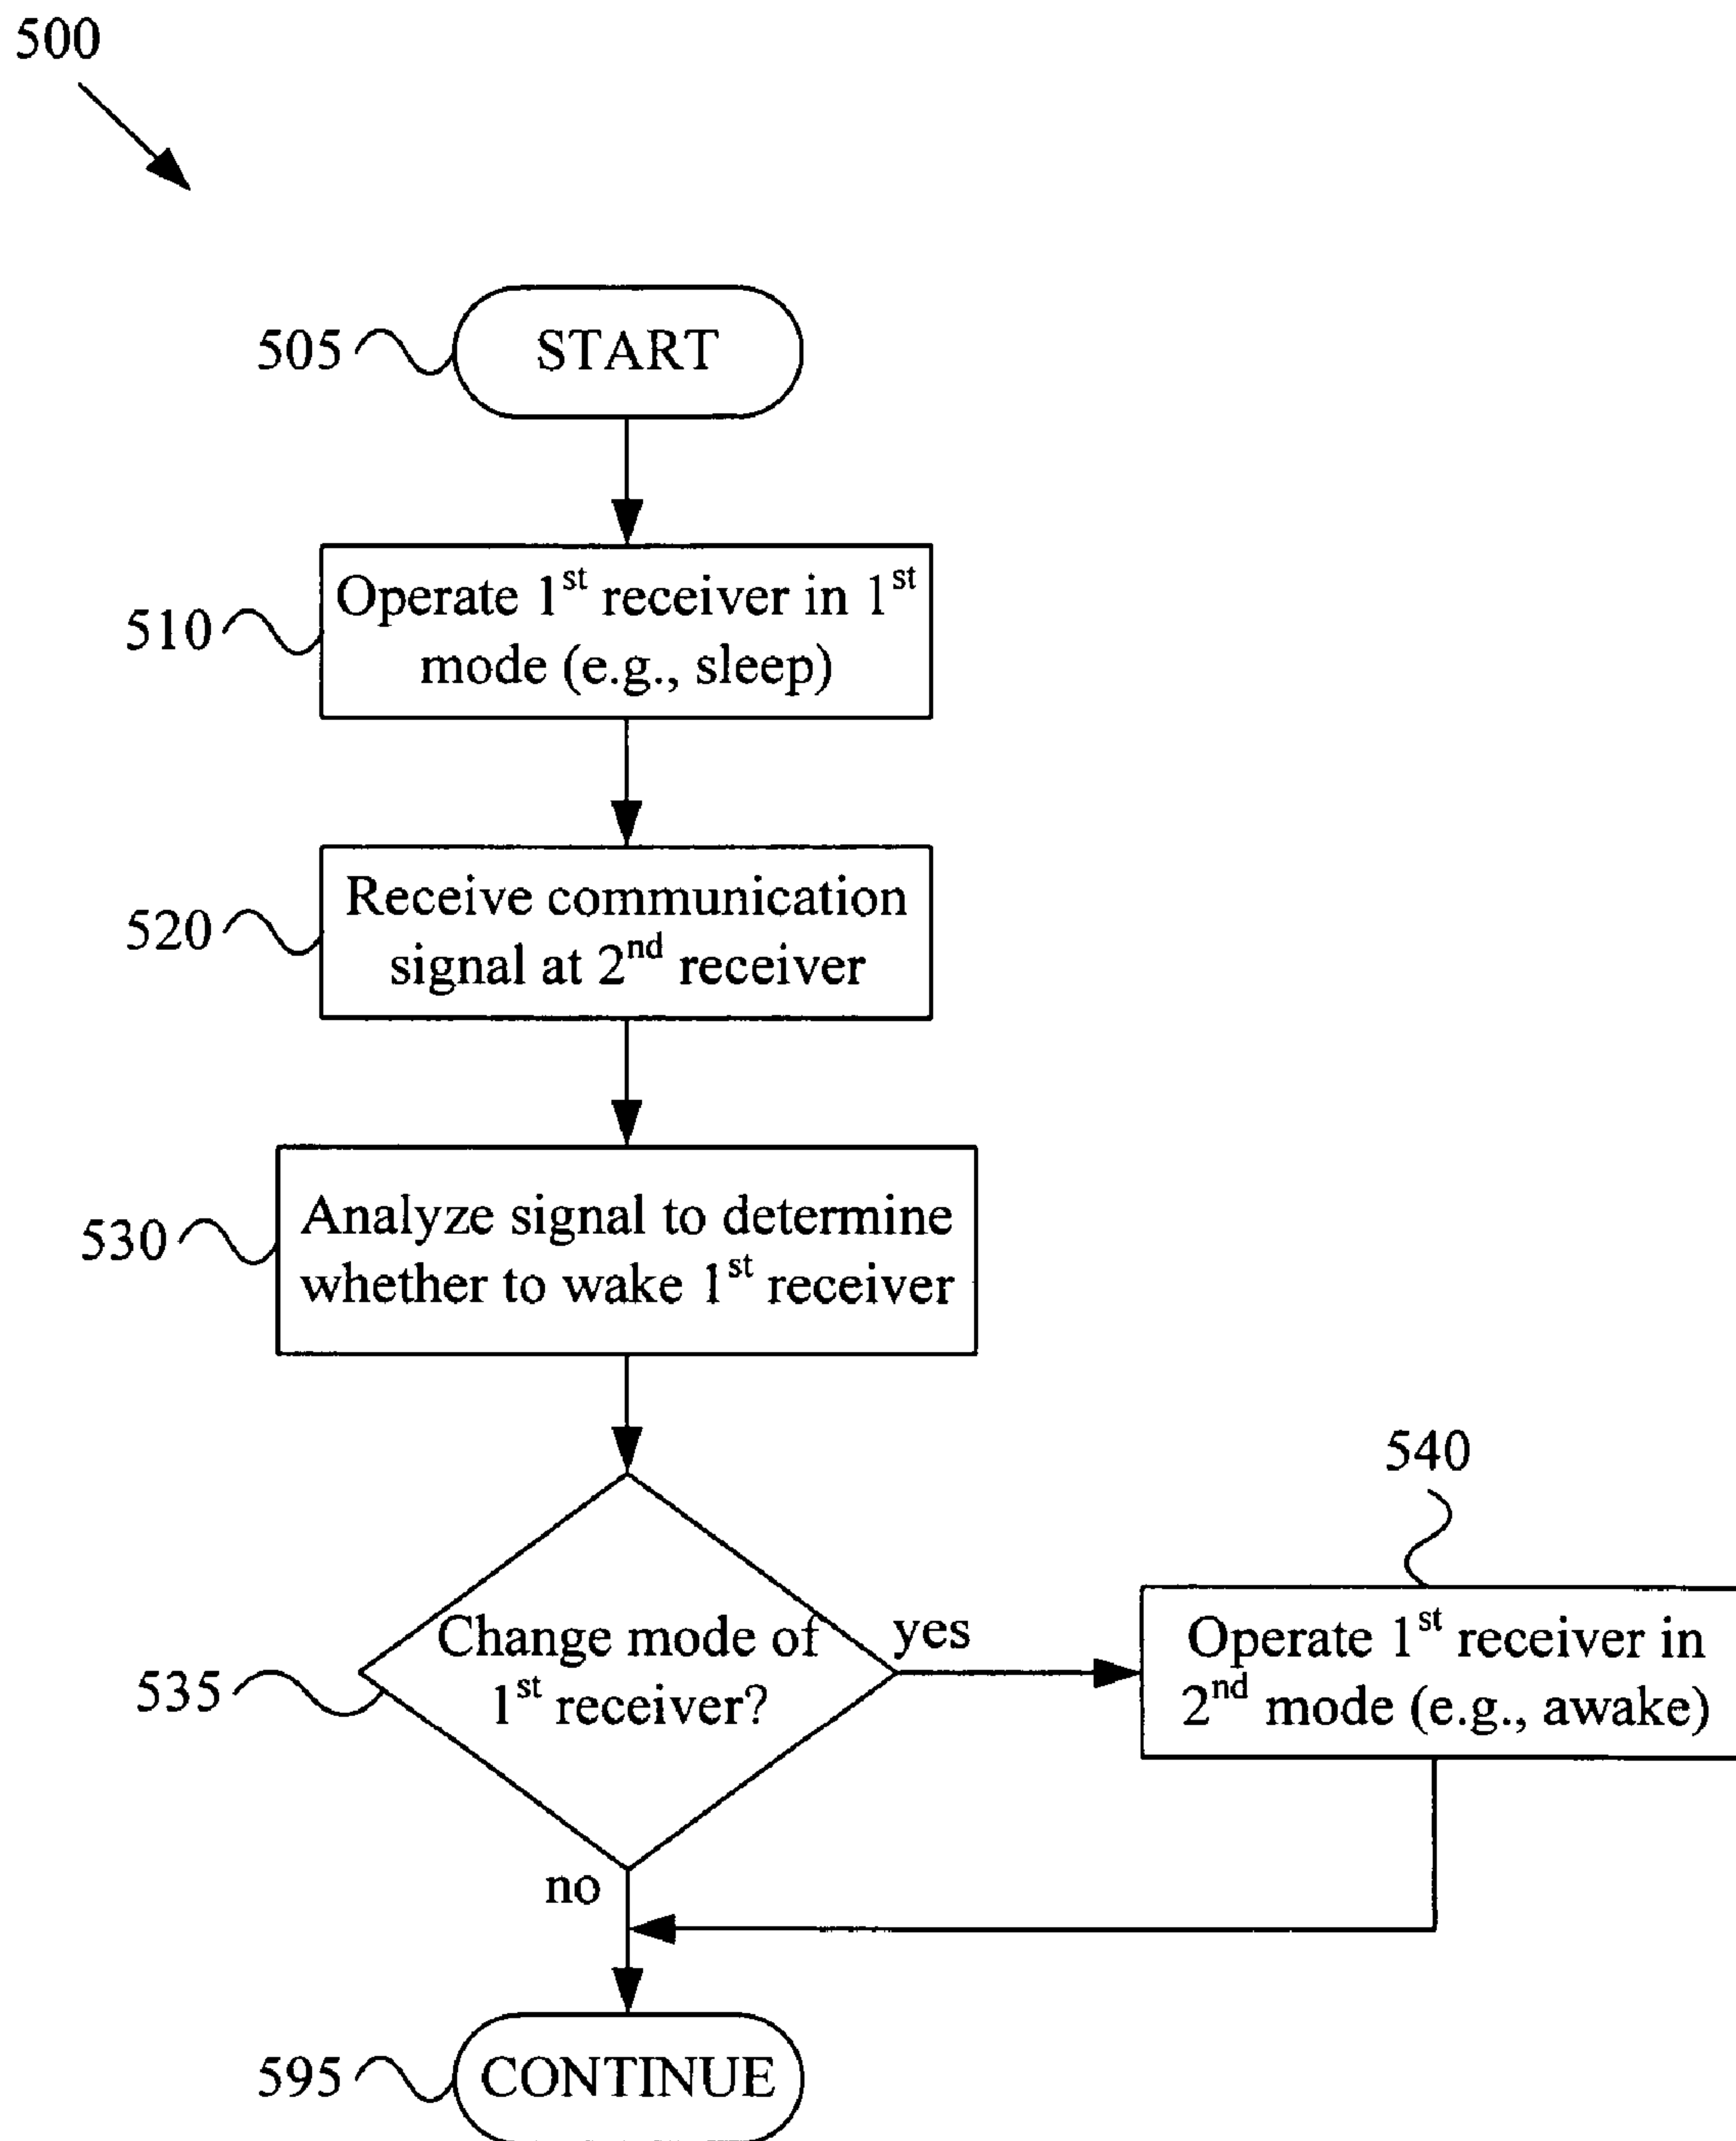 500
505
START
510
Operate 1st receiver in 1st
mode (e.g., sleep)
520
Receive communication
signal at 2nd receiver
530
Analyze signal to determine
whether to wake 1st receiver
540
535
Change mode of
1st receiver?
yes
Operate 1st receiver in
2nd mode (e.g., awake)
no
595
CONTINUE